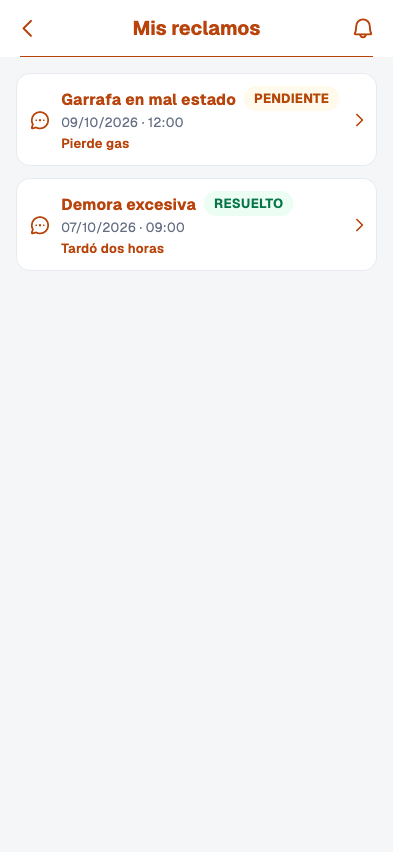 Mis reclamos
Garrafa en mal estado PENDIENTE
09/10/2026 · 12:00
Pierde gas
Demora excesiva RESUELTO
07/10/2026 · 09:00
Tardó dos horas